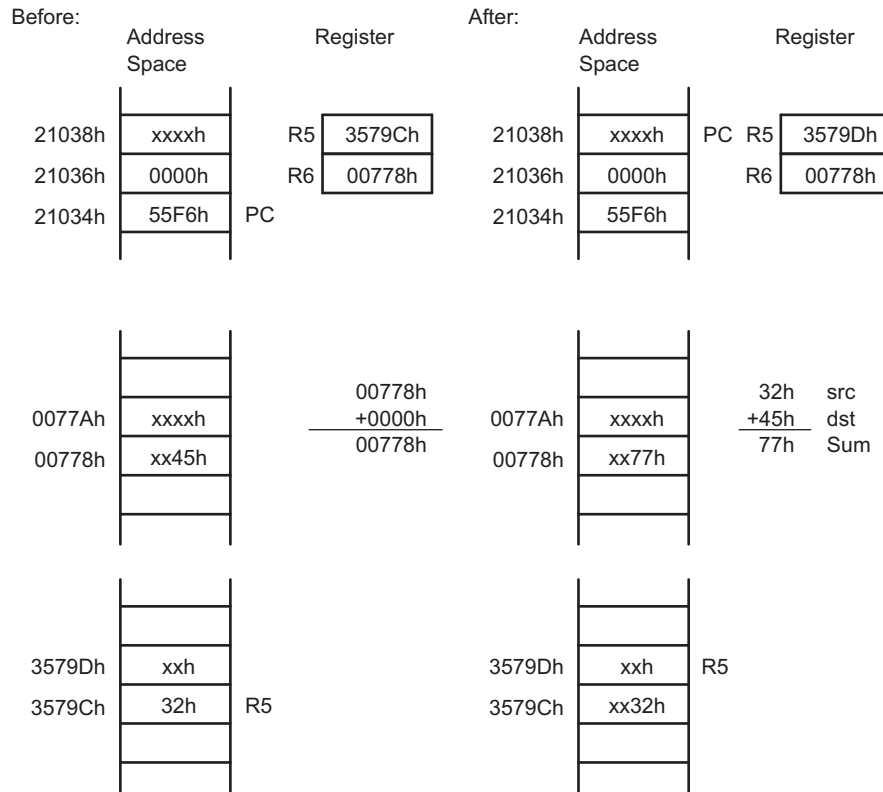 Before:
Address Space
Register
21038h xxxxh R5 3579Ch
21036h 0000h R6 00778h
21034h 55F6h PC
00778h
0077Ah xxxxh +0000h
00778h xx45h 00778h
3579Dh xxh
3579Ch 32h R5
After:
Address Space
Register
21038h xxxxh PC R5 3579Dh
21036h 0000h R6 00778h
21034h 55F6h
32h src
0077Ah xxxxh +45h dst
00778h xx77h 77h Sum
3579Dh xxh R5
3579Ch xx32h